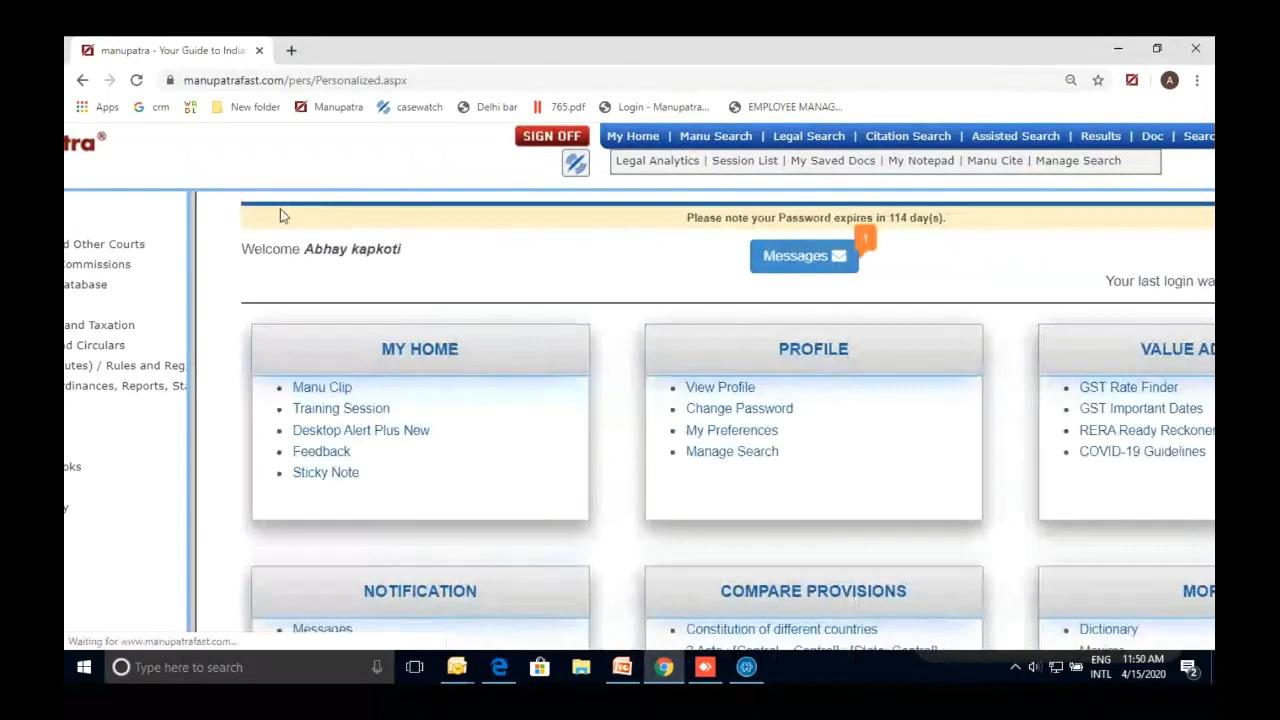 manupatra - Your Guide to India
manupatrafast.com/pers/Personalized.aspx
A
Apps crm New folder Manupatra casewatch Delhi bar 765.pdf Login - Manupatra... EMPLOYEE MANAG...
tra®
SIGN OFF
My Home | Manu Search | Legal Search | Citation Search | Assisted Search | Results | Doc | Searc
Legal Analytics | Session List | My Saved Docs | My Notepad | Manu Cite | Manage Search
Please note your Password expires in 114 day(s).
Welcome Abhay kapkoti
Messages
1
Your last login wa
d Other Courts
ommissions
atabase
and Taxation
d Circulars
utes) / Rules and Reg
rdinances, Reports, Sta
oks
y
MY HOME
Manu Clip
Training Session
Desktop Alert Plus New
Feedback
Sticky Note
PROFILE
View Profile
Change Password
My Preferences
Manage Search
VALUE AD
GST Rate Finder
GST Important Dates
RERA Ready Reckoner
COVID-19 Guidelines
NOTIFICATION
Messages
COMPARE PROVISIONS
Constitution of different countries
MOR
Dictionary
Waiting for www.manupatrafast.com...
Type here to search
ENG
INTL
11:50 AM
4/15/2020
2